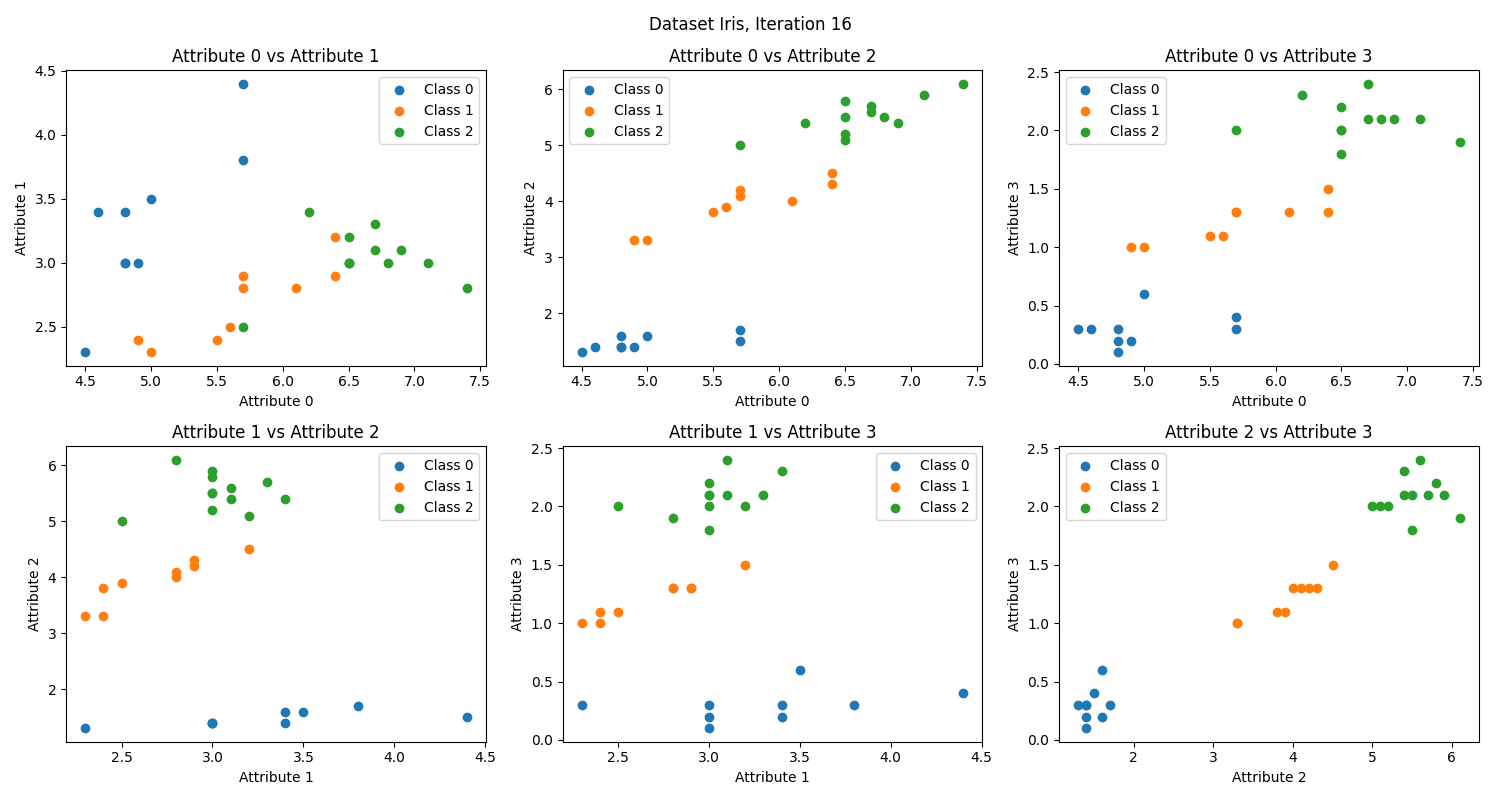 Dataset Iris, Iteration 16
Attribute 0 vs Attribute 1
4.5
4.0
3.5
3.0
2.5
Attribute 1
Class 0
Class 1
Class 2
4.5 5.0 5.5 6.0 6.5 7.0 7.5
Attribute 0
Attribute 0 vs Attribute 2
6
5
4
3
2
Attribute 2
Class 0
Class 1
Class 2
4.5 5.0 5.5 6.0 6.5 7.0 7.5
Attribute 0
Attribute 0 vs Attribute 3
2.5
2.0
1.5
1.0
0.5
0.0
Attribute 3
Class 0
Class 1
Class 2
4.5 5.0 5.5 6.0 6.5 7.0 7.5
Attribute 0
Attribute 1 vs Attribute 2
6
5
4
3
2
Attribute 2
Class 0
Class 1
Class 2
2.5 3.0 3.5 4.0 4.5
Attribute 1
Attribute 1 vs Attribute 3
2.5
2.0
1.5
1.0
0.5
0.0
Attribute 3
Class 0
Class 1
Class 2
2.5 3.0 3.5 4.0 4.5
Attribute 1
Attribute 2 vs Attribute 3
2.5
2.0
1.5
1.0
0.5
0.0
Attribute 3
Class 0
Class 1
Class 2
2 3 4 5 6
Attribute 2